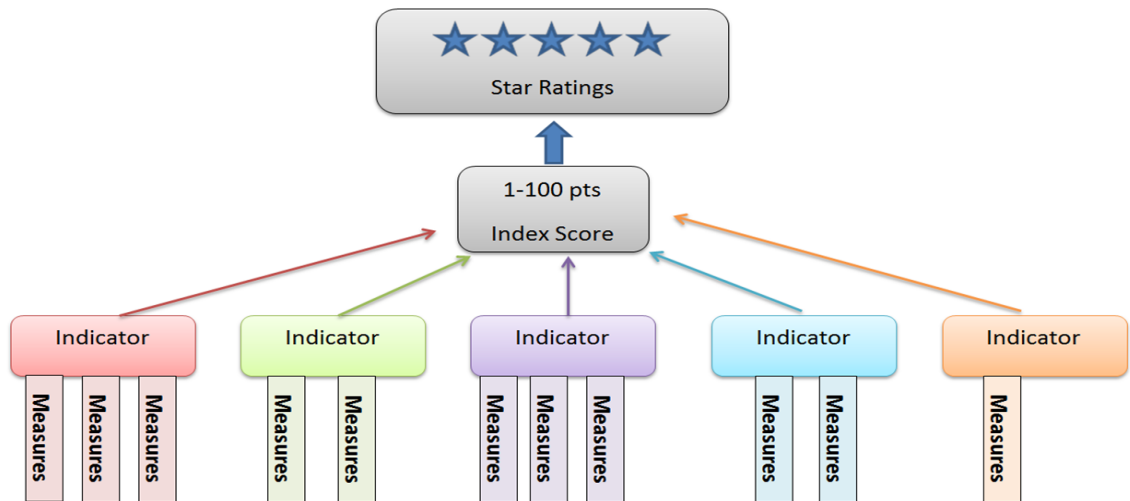 Star Ratings
1-100 pts
Index Score
Indicator
Indicator
Indicator
Indicator
Indicator
Measures
Measures
Measures
Measures
Measures
Measures
Measures
Measures
Measures
Measures
Measures